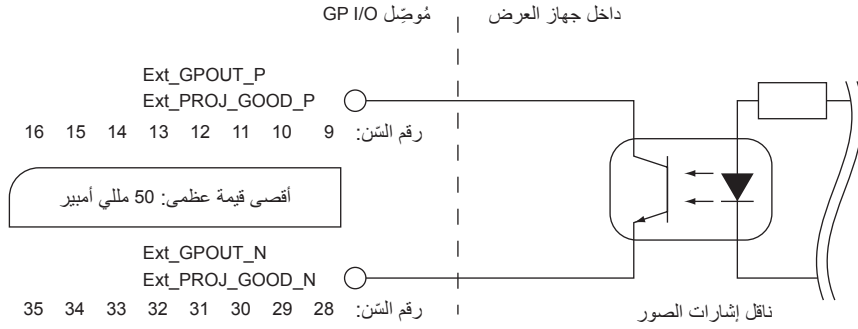 داخل جهاز العرض
مُوصِّل GP I/O
Ext_GPOUT_P
Ext_PROJ_GOOD_P
رقم السّن: 9 10 11 12 13 14 15 16
أقصى قيمة عظمى: 50 مللي أمبير
Ext_GPOUT_N
Ext_PROJ_GOOD_N
رقم السّن: 28 29 30 31 32 33 34 35
ناقل إشارات الصور